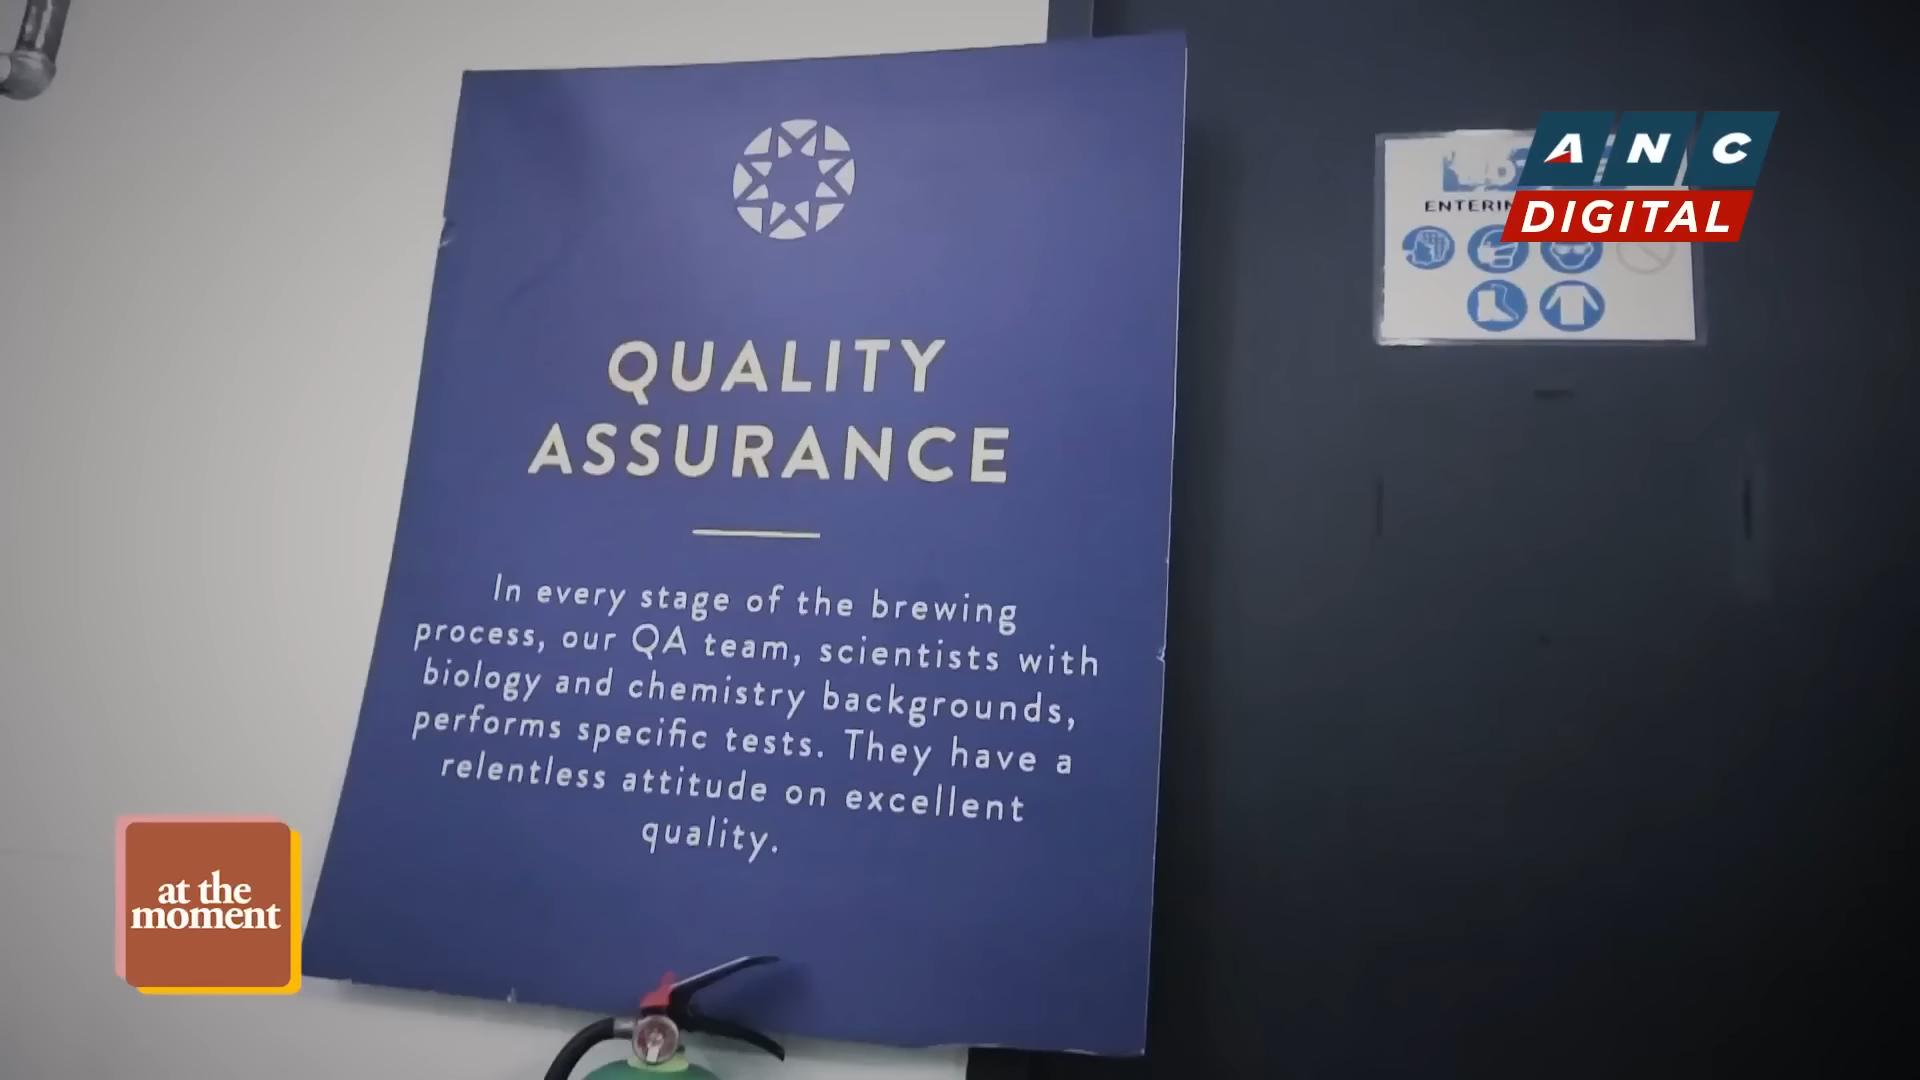 ANC
DIGITAL
ENTERIN
QUALITY
ASSURANCE
In every stage of the brewing
process, our QA team, scientists with
biology and chemistry backgrounds,
performs specific tests. They have a
relentless attitude on excellent
quality.
at the
moment